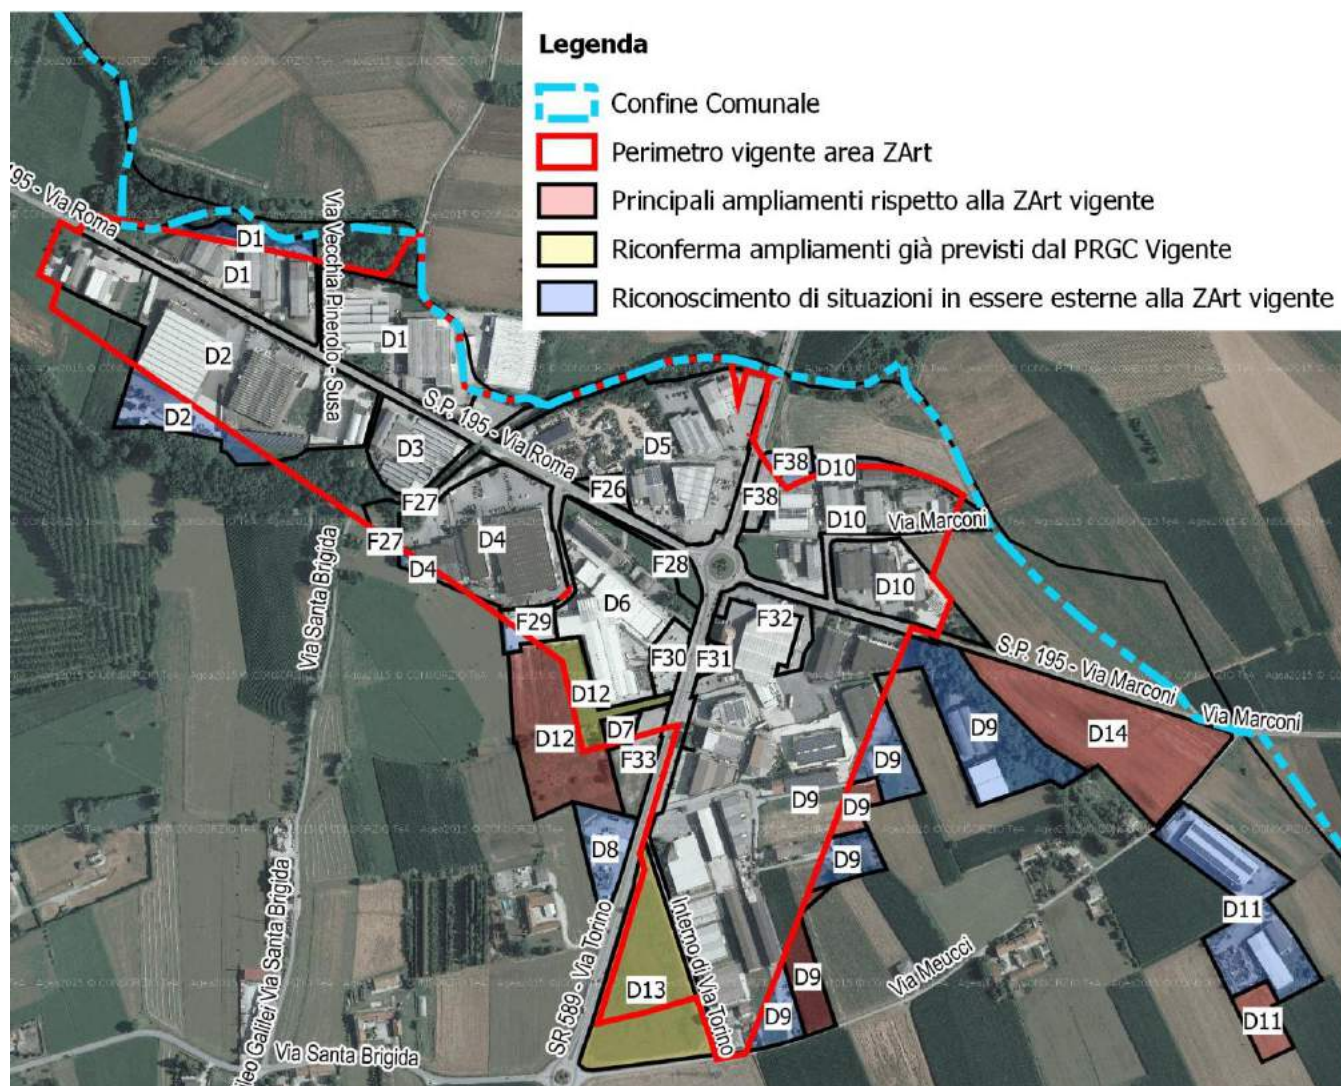 Legenda
Confine Comunale
Perimetro vigente area ZArt
Principali ampliamenti rispetto alla ZArt vigente
Riconferma ampliamenti già previsti dal PRGC Vigente
Riconoscimento di situazioni in essere esterne alla ZArt vigente
195 - Via Roma
Via Vecchia Pinerolo - Susa
D1
D1
D1
D2
D2
S.P. 195 - Via Roma
D3
D5
F26
F27
F27
D4
D4
F38
D10
F38
D10
Via Marconi
D10
F28
D6
F29
F32
F30
F31
Via Santa Brigida
S.P. 195 - Via Marconi
Via Marconi
D12
D12
D7
F33
D9
D14
D9
D9
D9
D9
D8
D11
D11
D13
D9
D9
Via Meucci
Interno di Via Torino
SR 589 - Via Torino
Galilei Via Santa Brigida
Via Santa Brigida